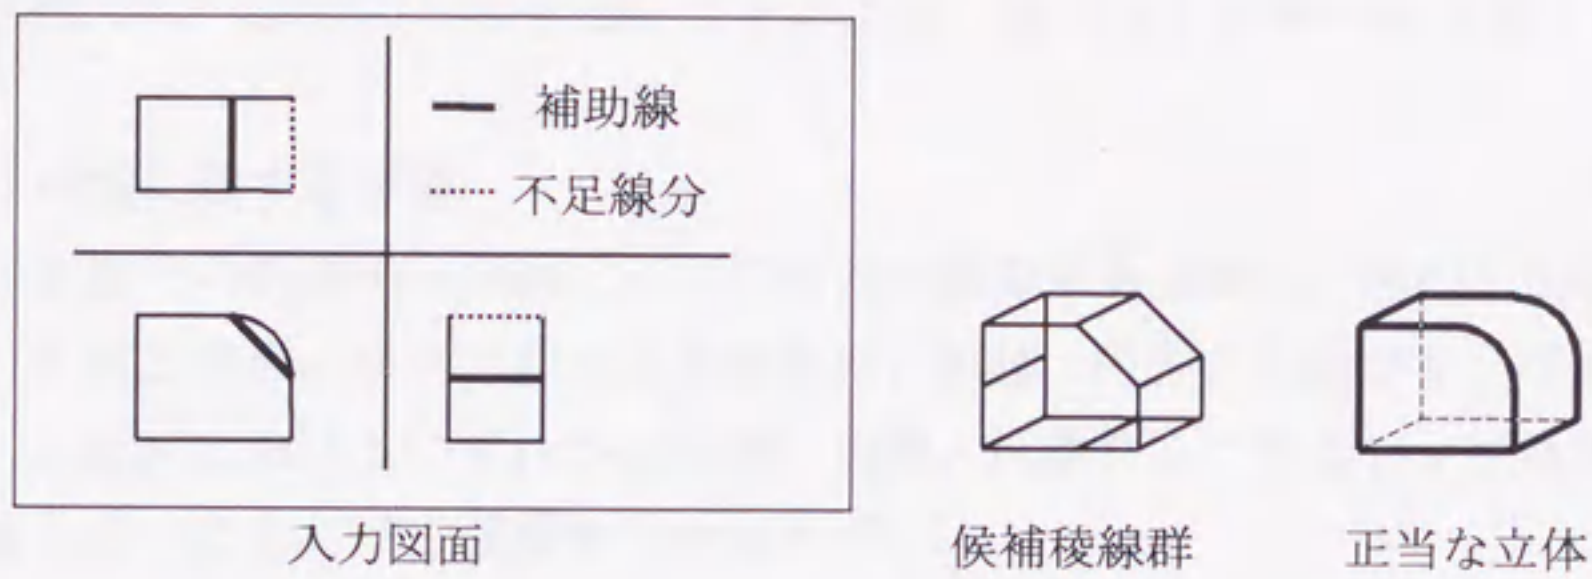 補助線
不足線分
入力図面
候補稜線群
正当な立体